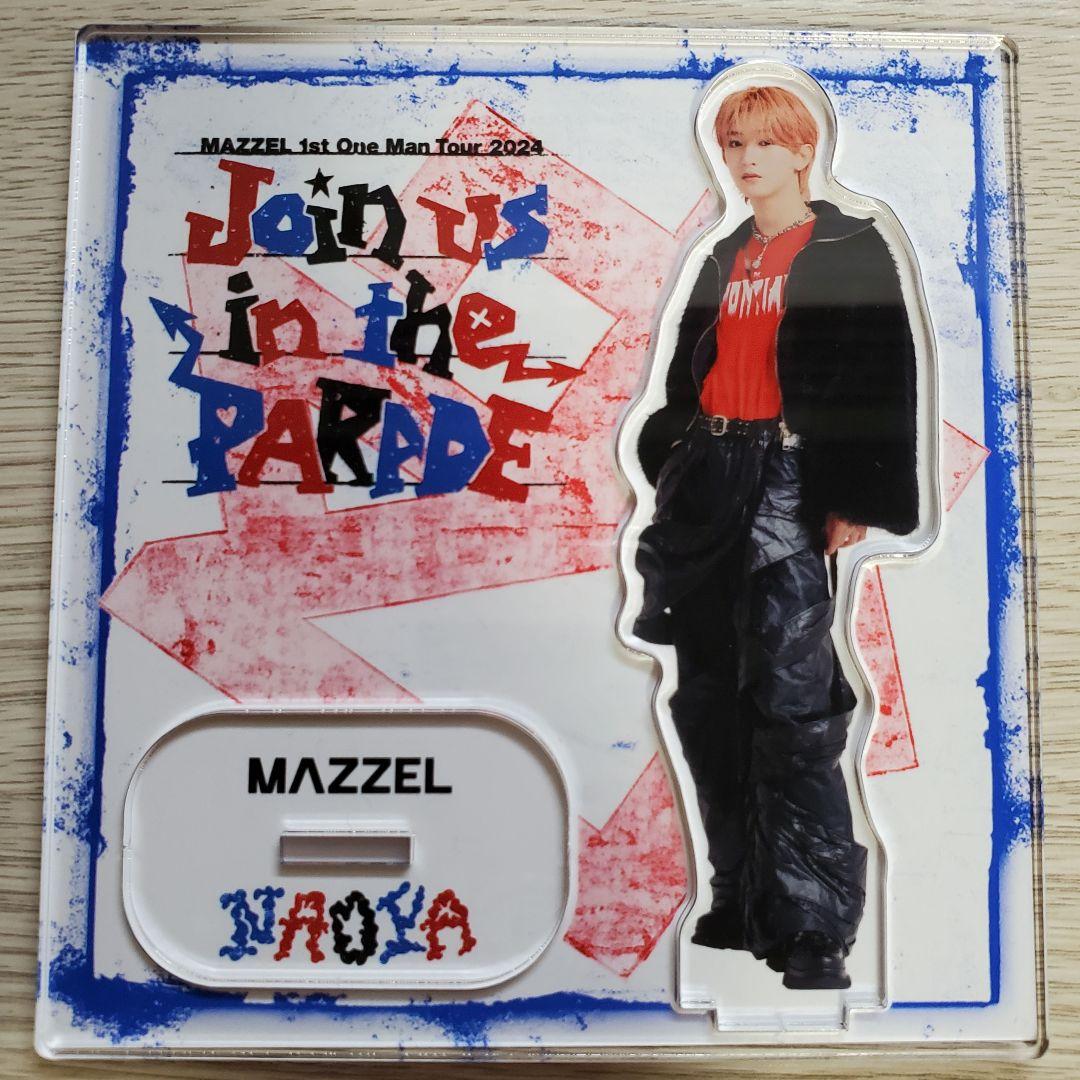 MAZZEL 1st One Man Tour 2024
Join us
in the
PARADE
MAZZEL
NAOYA